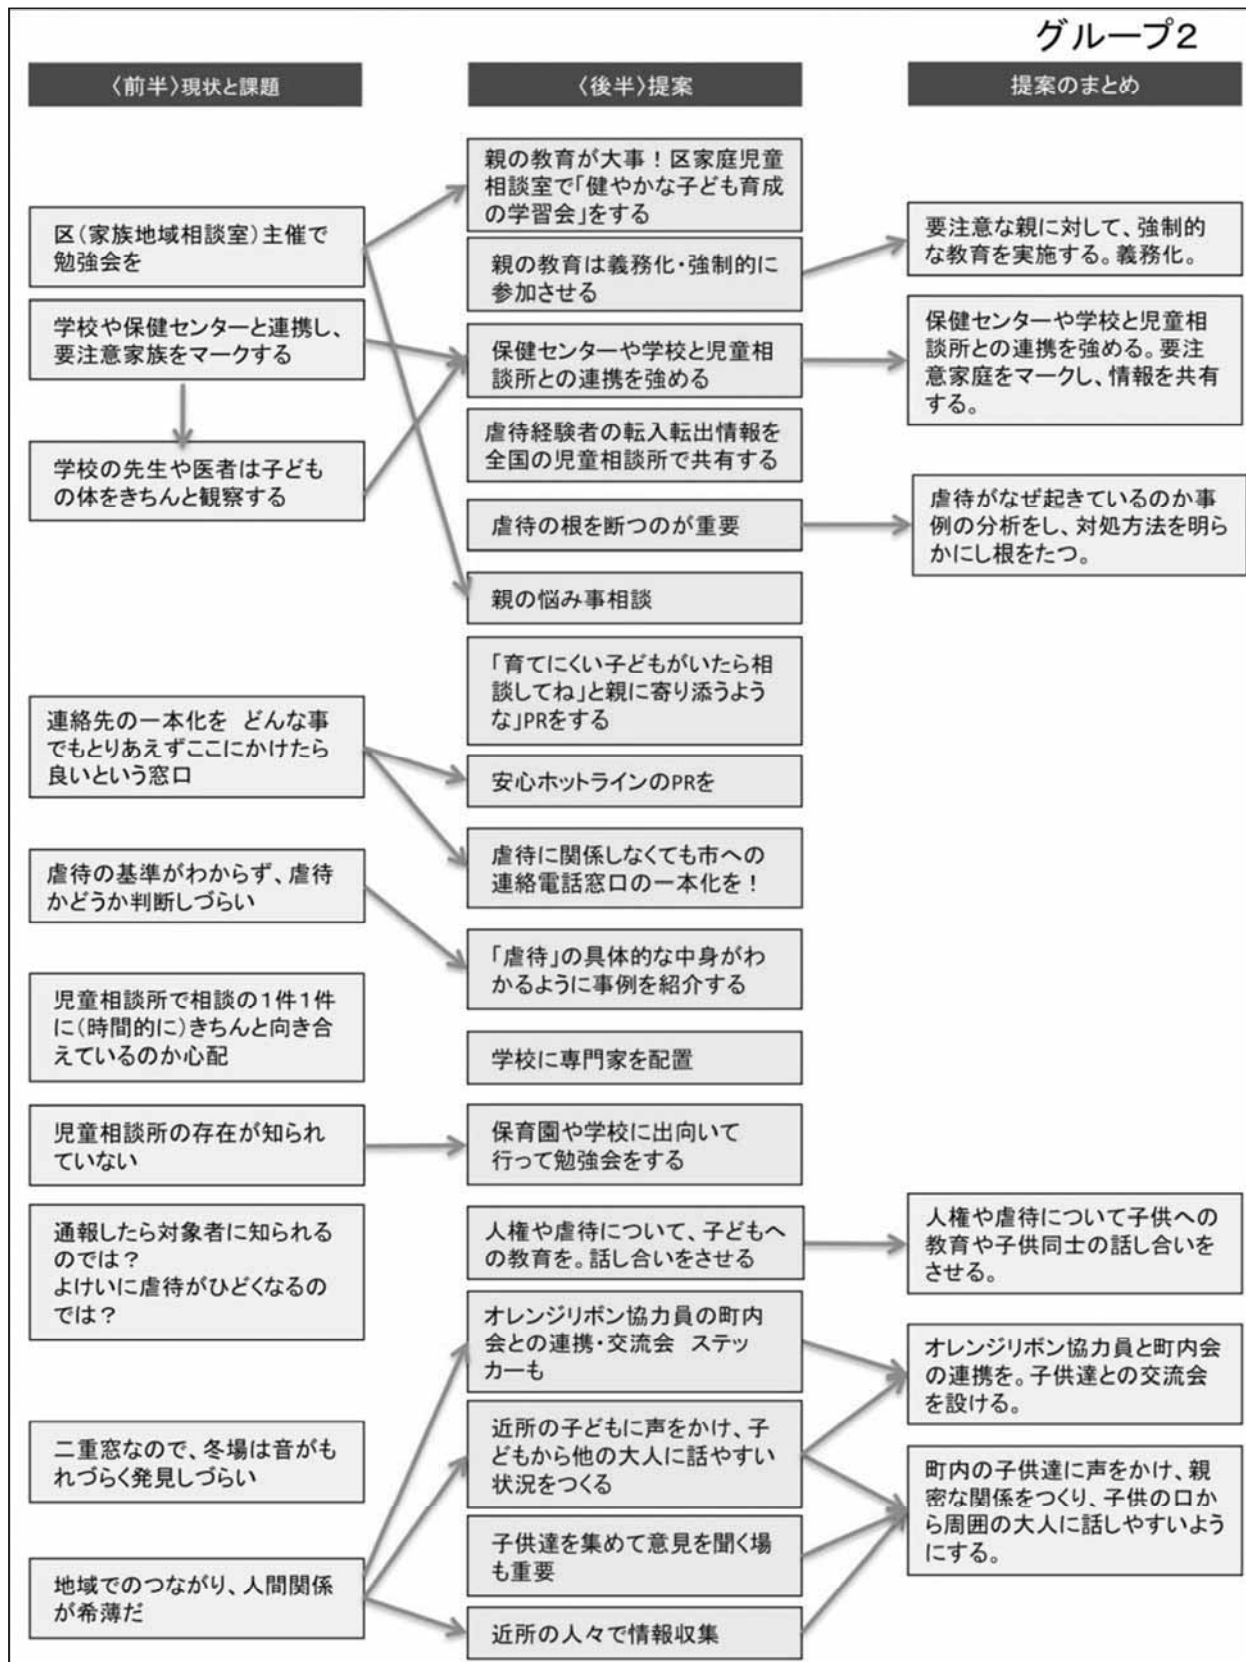 グループ2
〈前半〉現状と課題
区(家族地域相談室)主催で
勉強会を
学校や保健センターと連携し、
要注意家族をマークする
学校の先生や医者は子ども
の体をきちんと観察する
連絡先の一本化を どんな事
でもとりあえずここにかけたら
良いという窓口
虐待の基準がわからず、虐待
かどうか判断しづらい
児童相談所で相談の1件1件
に(時間的に)きちんと向き合
えているのか心配
児童相談所の存在が知られ
ていない
通報したら対象者に知られる
のでは?
よけいに虐待がひどくなるの
では?
二重窓なので、冬場は音がも
れづらく発見しづらい
地域でのつながり、人間関係
が希薄だ
〈後半〉提案
親の教育が大事!区家庭児童
相談室で「健やかな子ども育成
の学習会」をする
親の教育は義務化・強制的に
参加させる
保健センターや学校と児童相
談所との連携を強める
虐待経験者の転入転出情報を
全国の児童相談所で共有する
虐待の根を断つのが重要
親の悩み事相談
「育てにくい子どもがいたら相
談してね」と親に寄り添うよう
な」PRをする
安心ホットラインのPRを
虐待に関係しなくても市への
連絡電話窓口の一本化を!
「虐待」の具体的な中身がわ
かるように事例を紹介する
学校に専門家を配置
保育園や学校に出向いて
行って勉強会をする
人権や虐待について、子どもへ
の教育を。話し合いをさせる
オレンジリボン協力員の町内
会との連携・交流会 ステッ
カーも
近所の子どもに声をかけ、子
どもから他の大人に話やすい
状況をつくる
子供達を集めて意見を聞く場
も重要
近所の人々で情報収集
提案のまとめ
要注意な親に対して、強制的
な教育を実施する。義務化。
保健センターや学校と児童相
談所との連携を強める。要注
意家庭をマークし、情報を共有
する。
虐待がなぜ起きているのか事
例の分析をし、対処方法を明ら
かにし根をたつ。
人権や虐待について子供への
教育や子供同士の話し合いを
させる。
オレンジリボン協力員と町内会
の連携を。子供達との交流会
を設ける。
町内の子供達に声をかけ、親
密な関係をつくり、子供の口か
ら周囲の大人に話しやすいよう
にする。